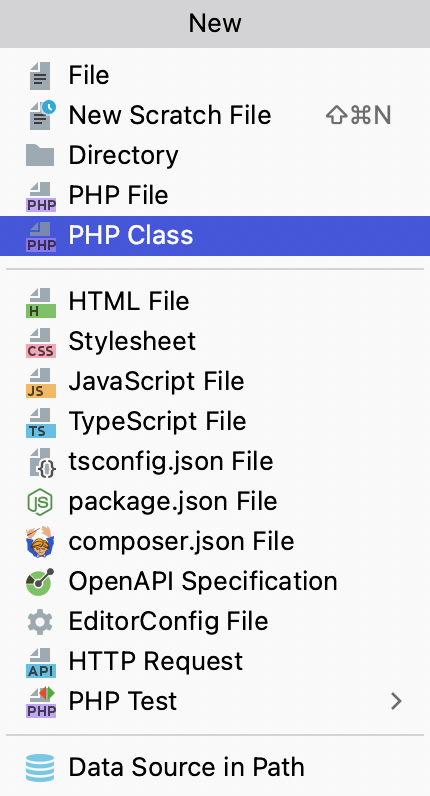 New
File
New Scratch File ⇧⌘N
Directory
PHP PHP File
PHP PHP Class
H HTML File
CSS Stylesheet
JS JavaScript File
TS TypeScript File
{} tsconfig.json File
JS package.json File
composer.json File
OpenAPI Specification
EditorConfig File
API HTTP Request
PHP PHP Test
Data Source in Path